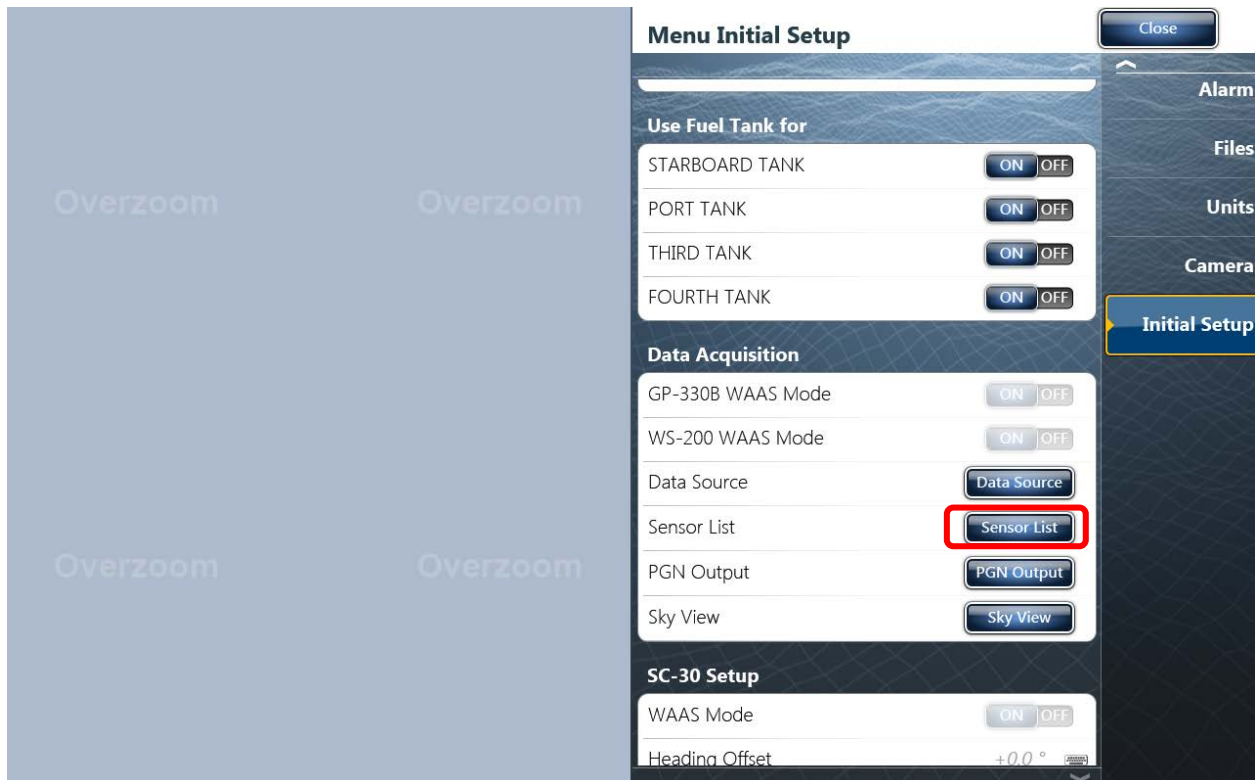 Menu Initial Setup
Close
Alarm
Use Fuel Tank for
Files
STARBOARD TANK ON OFF
Overzoom Overzoom
PORT TANK ON OFF
Units
THIRD TANK ON OFF
Camera
FOURTH TANK ON OFF
Initial Setup
Data Acquisition
GP-330B WAAS Mode ON OFF
WS-200 WAAS Mode ON OFF
Data Source Data Source
Sensor List Sensor List
Overzoom Overzoom
PGN Output PGN Output
Sky View Sky View
SC-30 Setup
WAAS Mode ON OFF
Heading Offset +0.0 °